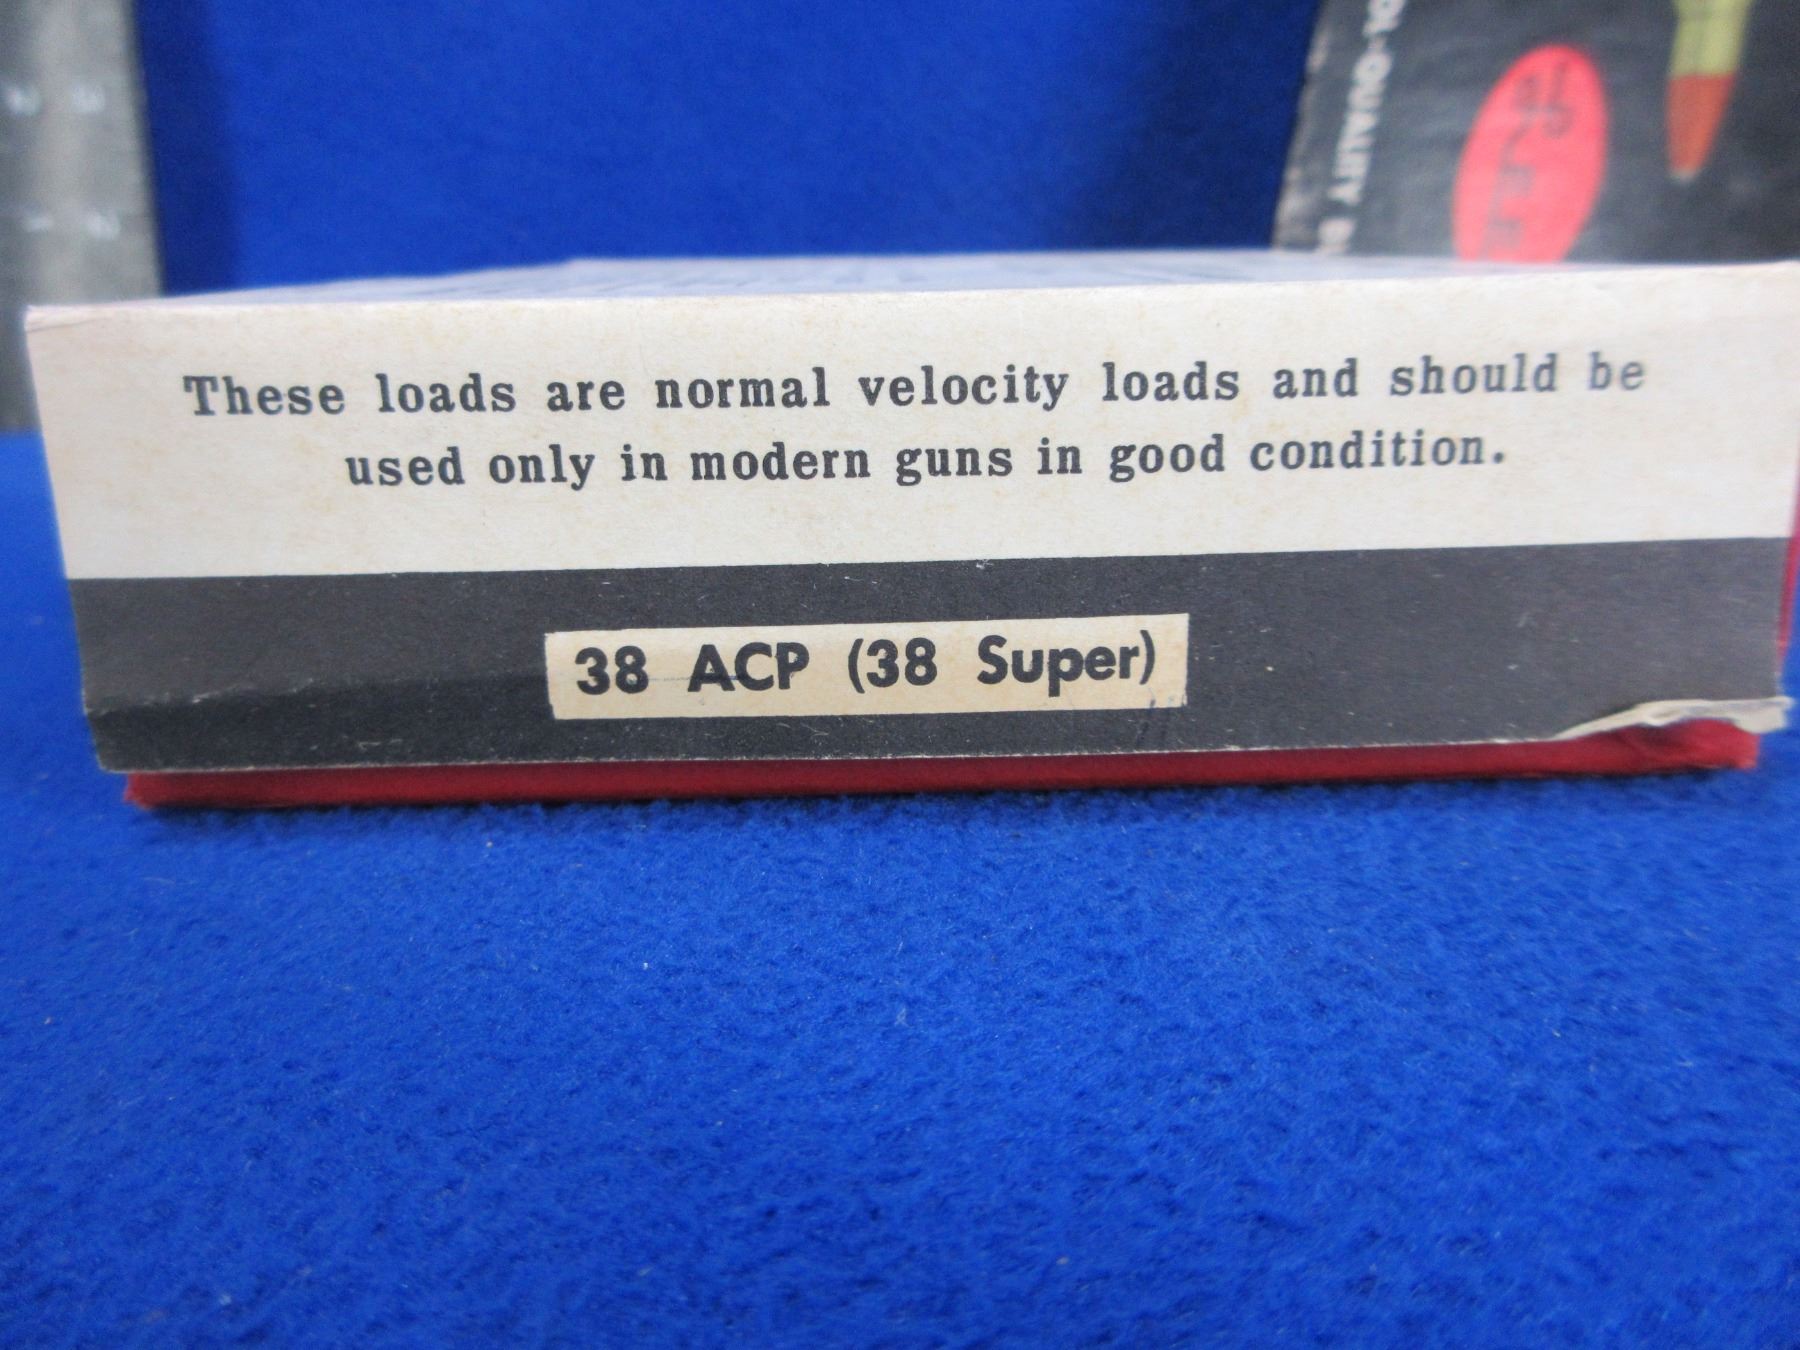 These loads are normal velocity loads and should be
used only in modern guns in good condition.
38 ACP (38 Super)
QUALITY